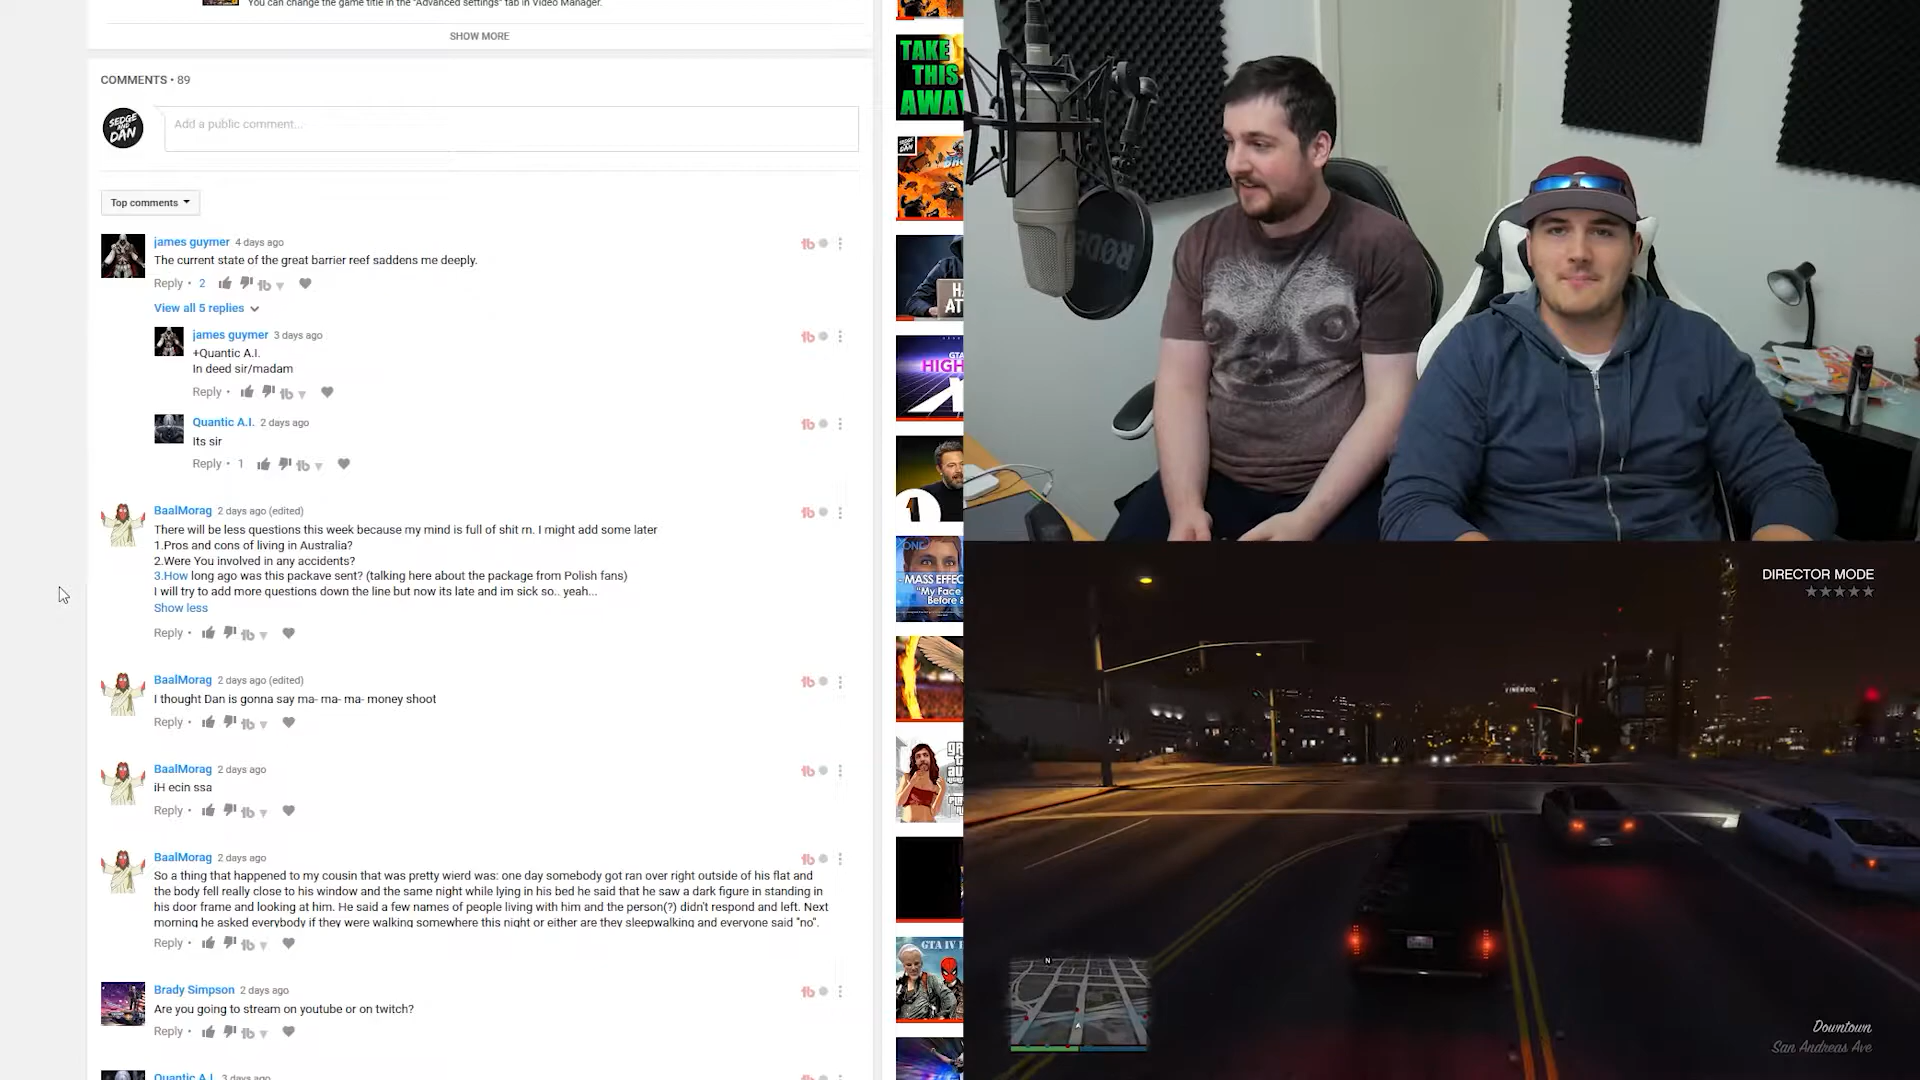 You can change the game title in the "Advanced settings" tab in Video Manager.
SHOW MORE
COMMENTS • 89
SEDGE AND DAN
Add a public comment...
Top comments
james guymer 4 days ago
The current state of the great barrier reef saddens me deeply.
Reply • 2
View all 5 replies
james guymer 3 days ago
+Quantic A.I.
In deed sir/madam
Reply •
Quantic A.I. 2 days ago
Its sir
Reply • 1
BaalMorag 2 days ago (edited)
There will be less questions this week because my mind is full of shit rn. I might add some later
1.Pros and cons of living in Australia?
2.Were You involved in any accidents?
3.How long ago was this packave sent? (talking here about the package from Polish fans)
I will try to add more questions down the line but now its late and im sick so.. yeah...
Show less
Reply •
BaalMorag 2 days ago (edited)
I thought Dan is gonna say ma- ma- ma- money shoot
Reply •
BaalMorag 2 days ago
iH ecin ssa
Reply •
BaalMorag 2 days ago
So a thing that happened to my cousin that was pretty wierd was: one day somebody got ran over right outside of his flat and
the body fell really close to his window and the same night while lying in his bed he said that he saw a dark figure in standing in
his door frame and looking at him. He said a few names of people living with him and the person(?) didn't respond and left. Next
morning he asked everybody if they were walking somewhere this night or either are they sleepwalking and everyone said "no".
Reply •
Brady Simpson 2 days ago
Are you going to stream on youtube or on twitch?
Reply •
Quantic A.I. 3 days ago
TAKE
THIS
AWA
HIGH
MASS EFFEC
"My Face
Before &
GTA IV
RODE
DIRECTOR MODE
VINEWOOD
N
Downtown
San Andreas Ave